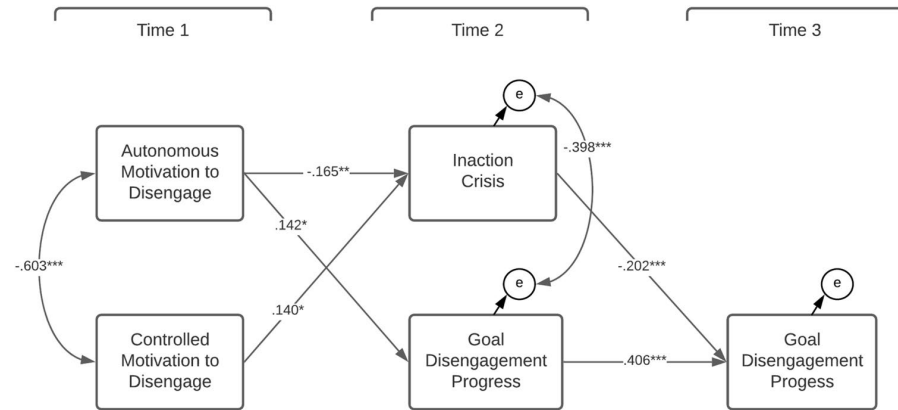 Time 1
Time 2
Time 3
e
Autonomous
Motivation to
Disengage
-.165**
Inaction
Crisis
-.398***
.142*
-.603***
-.202***
e
e
.140*
Controlled
Motivation to
Disengage
Goal
Disengagement
Progress
.406***
Goal
Disengagement
Progess